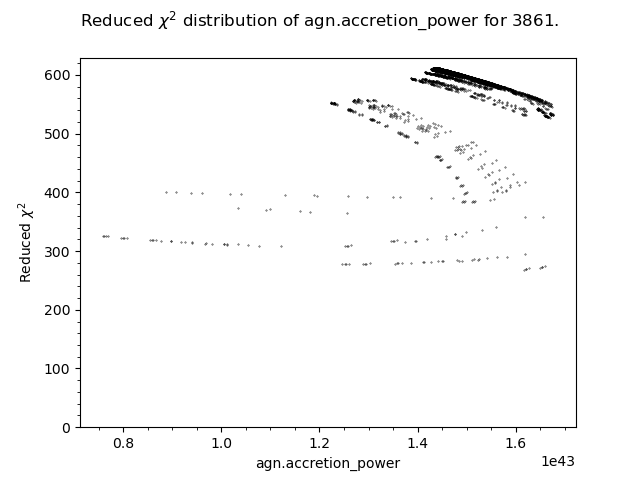 Reduced χ² distribution of agn.accretion_power for 3861.
600
500
400
300
200
100
0
Reduced χ²
0.8 1.0 1.2 1.4 1.6
1e43
agn.accretion_power